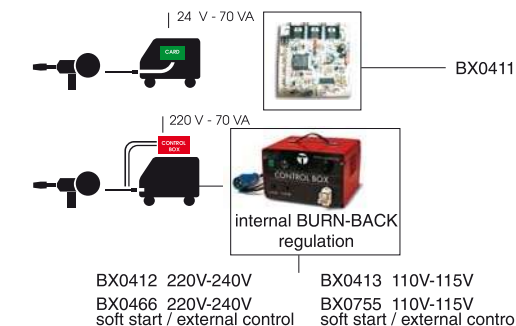 24 V - 70 VA
CARD
BX0411
220 V - 70 VA
CONTROL
BOX
CONTROL BOX
internal BURN-BACK
regulation
BX0412 220V-240V
BX0413 110V-115V
BX0466 220V-240V
soft start / external control
BX0755 110V-115V
soft start / external contro